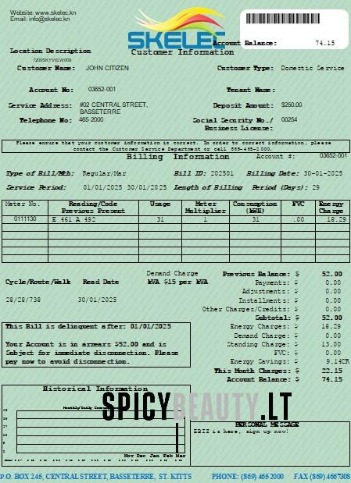 Website: www.skelec.kn
Email: info@skelec.kn
SKELEC
Account Balance: 74.15
Location Description
Customer Information
Customer Name: JOHN CITIZEN
Customer Type: Domestic Service
Account No: 03652-001
Tenant Name:
Service Address: #02 CENTRAL STREET, BASSETERRE
Deposit Amount: $250.00
Telephone No: 465-2000
Social Security No./ Business License: 00254
Please ensure that your customer information is correct. In order to correct information, please
contact the Customer Service Department or call 869-465-2000.
Billing Information Account #: 03652-001
Type of Bill/Mth: Regular/Mar Bill ID: 202501 Billing Date: 30-01-2025
Service Period: 01/01/2025 30/01/2025 Length of Billing Period (Days): 29
Meter No. Reading/Code Previous Present Usage Meter Multiplier Consumption (kWH) FVC Energy Charge
0111130 E 461 A 492 31 1 31 .00 18.29
Demand Charge
Cycle/Route/Walk Read Date kVA $15 per kVA
28/28/738 30/01/2025
Previous Balance: $ 52.00
Payments: $ 0.00
Adjustments: $ 0.00
Installments: $ 0.00
Other Charges/Credits: $ 0.00
Subtotal: $ 52.00
Energy Charges: $ 18.29
Demand Charge: $ 0.00
Standing Charge: $ 13.00
FVC: $ 0.00
Energy Savings: $ 9.14CR
This Month Charges: $ 22.15
Account Balance: $ 74.15
This Bill is delinquent after: 01/01/2025
Your Account is in arrears $52.00 and is
Subject for immediate disconnection. Please
pay now to avoid disconnection.
Historical Information
Nov Dec Jan Feb Mar
SPICYBEAUTY.LT
PERSONAL MESSAGE
EBIZ is here, sign up now!
P.O. BOX 245, CENTRAL STREET, BASSETERRE, ST. KITTS PHONE: (869) 465 2000 FAX (869) 4667308